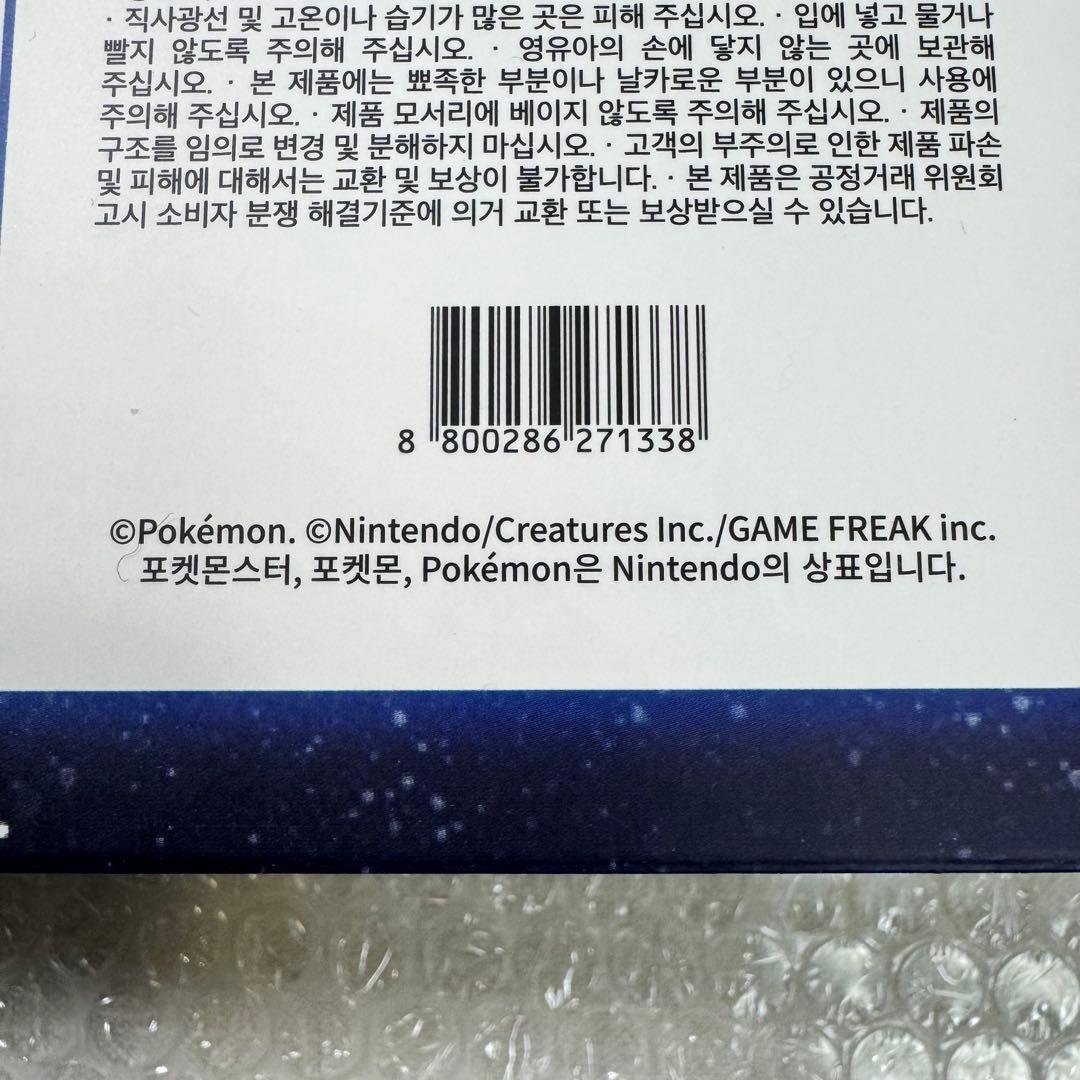 · 직사광선 및 고온이나 습기가 많은 곳은 피해 주십시오. · 입에 넣고 물거나
빨지 않도록 주의해 주십시오. · 영유아의 손에 닿지 않는 곳에 보관해
주십시오. · 본 제품에는 뾰족한 부분이나 날카로운 부분이 있으니 사용에
주의해 주십시오. · 제품 모서리에 베이지 않도록 주의해 주십시오. · 제품의
구조를 임의로 변경 및 분해하지 마십시오. · 고객의 부주의로 인한 제품 파손
및 피해에 대해서는 교환 및 보상이 불가합니다. · 본 제품은 공정거래 위원회
고시 소비자 분쟁 해결기준에 의거 교환 또는 보상받으실 수 있습니다.
8 800286 271338
©Pokémon. ©Nintendo/Creatures Inc./GAME FREAK inc.
포켓몬스터, 포켓몬, Pokémon은 Nintendo의 상표입니다.